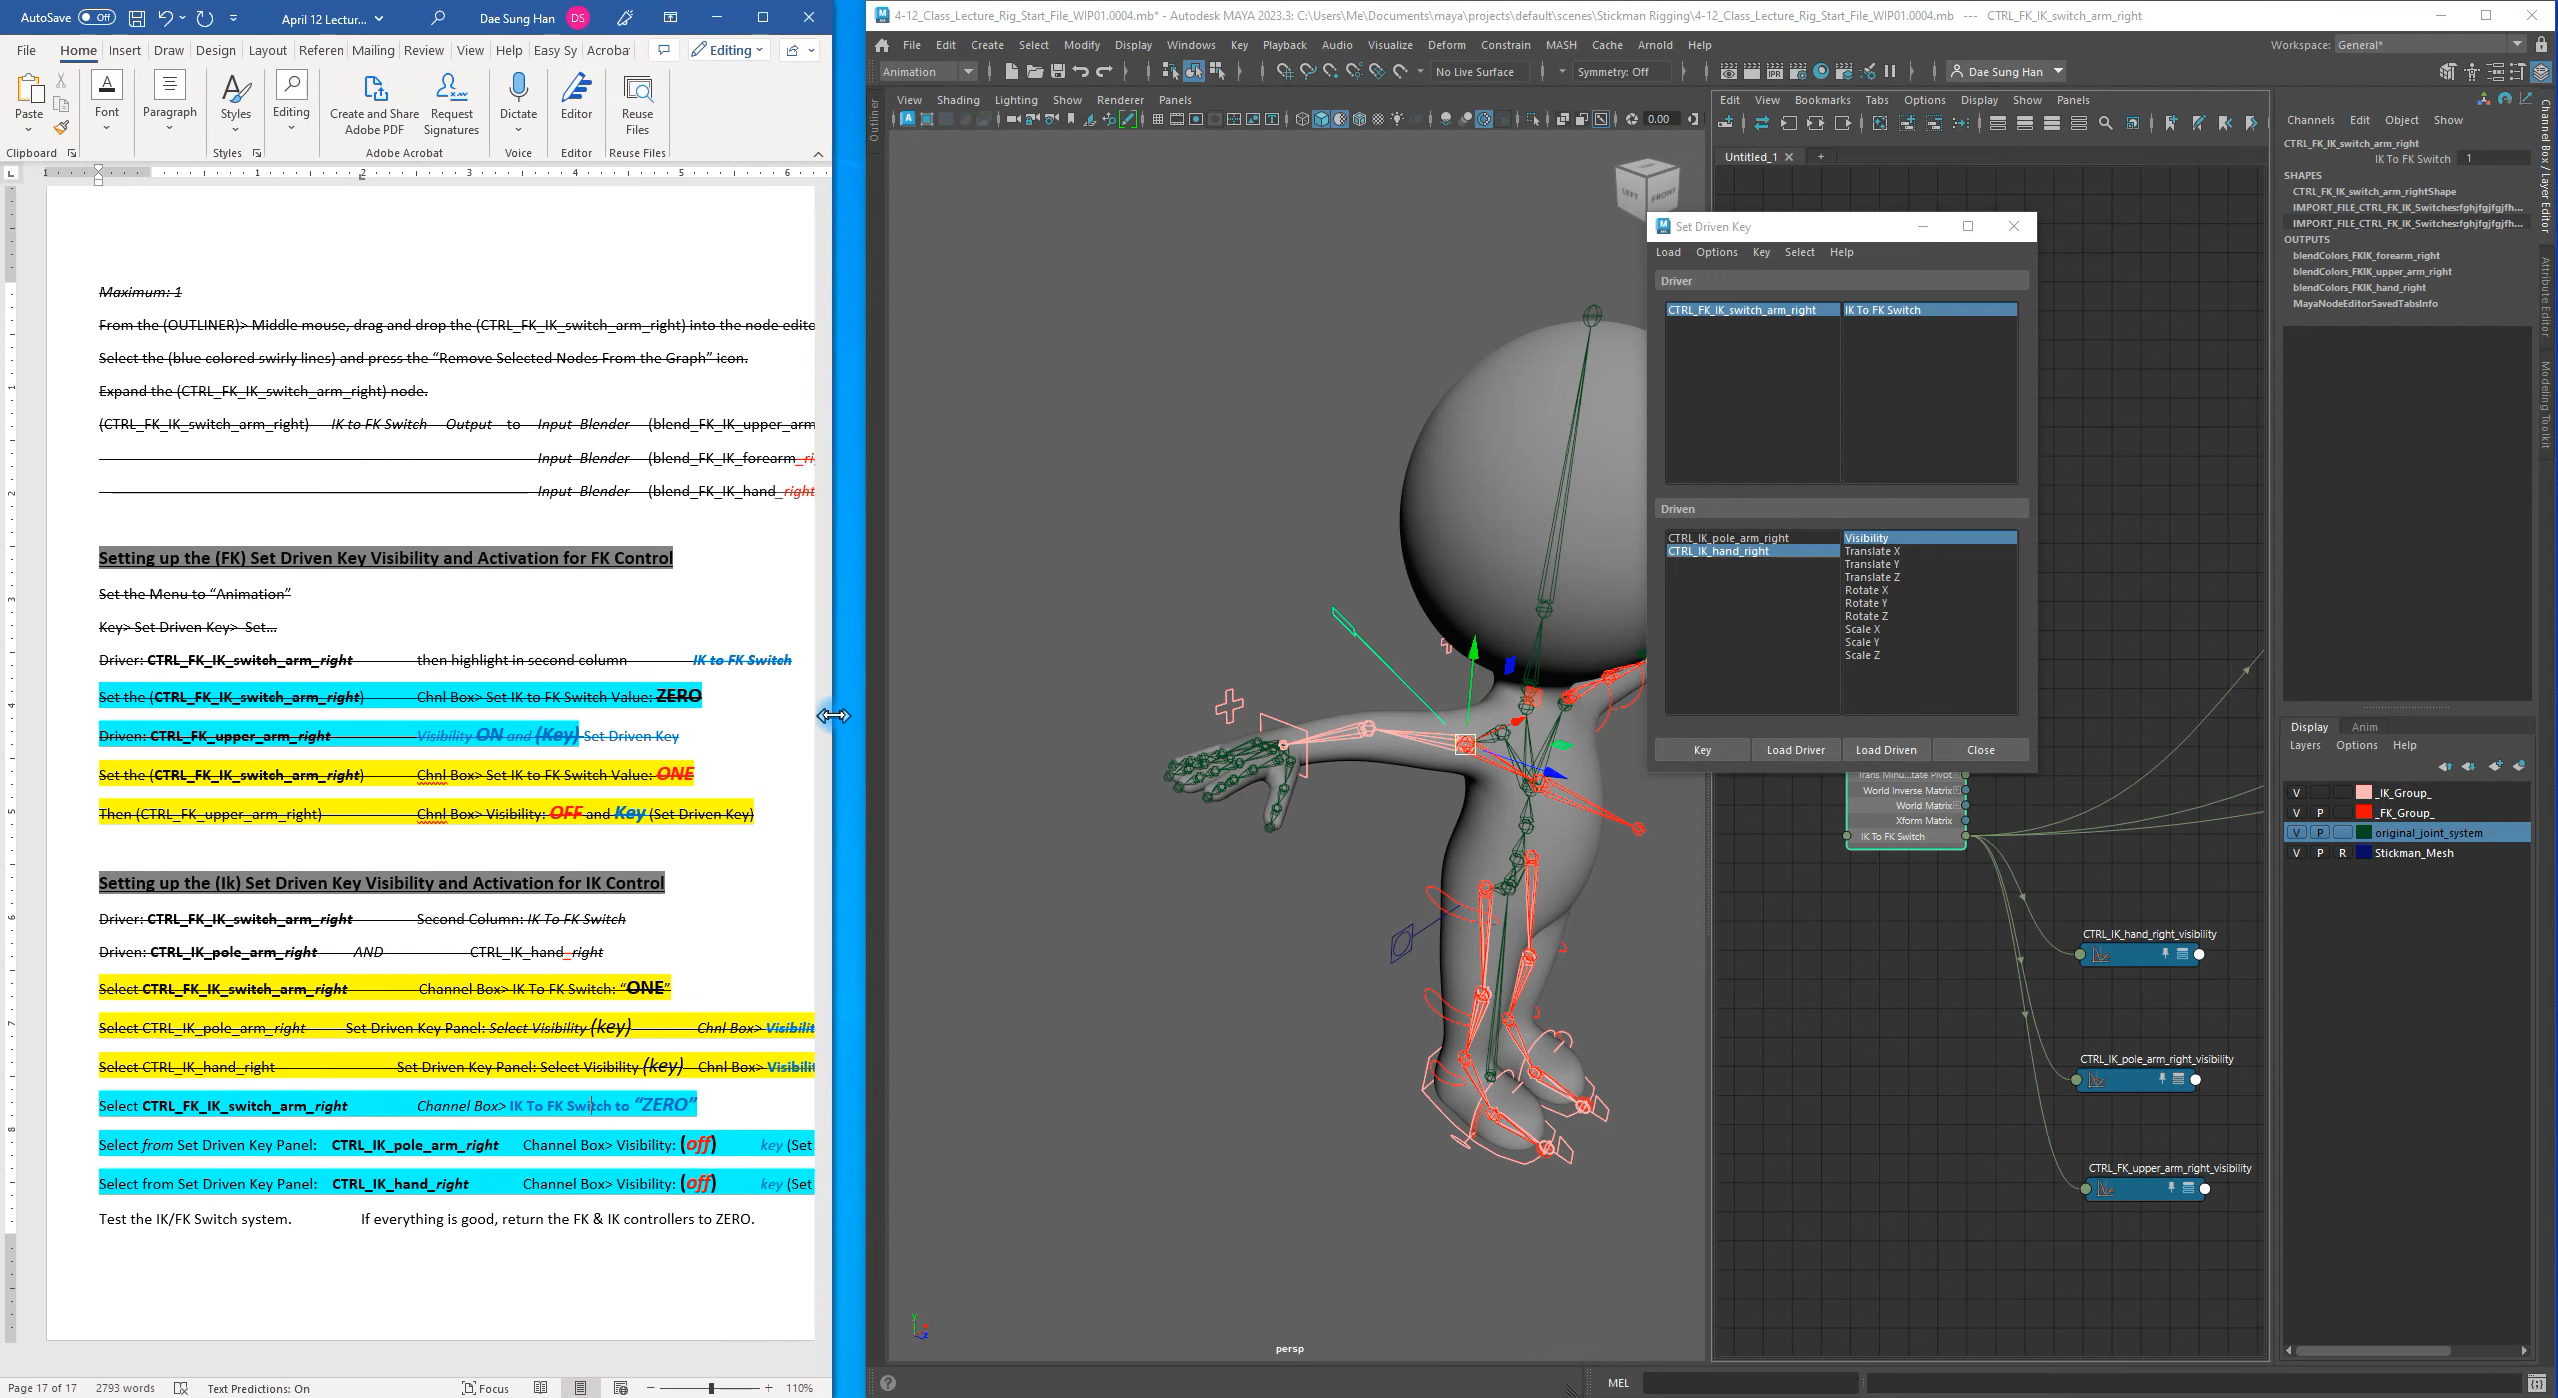 AutoSave Off April 12 Lectur... Dae Sung Han DS
File Home Insert Draw Design Layout Referen Mailing Review View Help Easy Sy Acroba Editing
Paste Font Paragraph Styles Editing Create and Share Adobe PDF Request Signatures Dictate Editor Reuse Files
Clipboard Styles Adobe Acrobat Voice Editor Reuse Files
Maximum: 1
From the (OUTLINER)> Middle mouse, drag and drop the (CTRL_FK_IK_switch_arm_right) into the node edito
Select the (blue colored swirly lines) and press the “Remove Selected Nodes From the Graph” icon.
Expand the (CTRL_FK_IK_switch_arm_right) node.
(CTRL_FK_IK_switch_arm_right) IK to FK Switch Output to Input Blender (blend_FK_IK_upper_arm
Input Blender (blend_FK_IK_forearm_ri
Input Blender (blend_FK_IK_hand_right
Setting up the (FK) Set Driven Key Visibility and Activation for FK Control
Set the Menu to “Animation”
Key> Set Driven Key> Set...
Driver: CTRL_FK_IK_switch_arm_right then highlight in second column IK to FK Switch
Set the (CTRL_FK_IK_switch_arm_right) Chnl Box> Set IK to FK Switch Value: ZERO
Driven: CTRL_FK_upper_arm_right Visibility ON and (Key) Set Driven Key
Set the (CTRL_FK_IK_switch_arm_right) Chnl Box> Set IK to FK Switch Value: ONE
Then (CTRL_FK_upper_arm_right) Chnl Box> Visibility: OFF and Key (Set Driven Key)
Setting up the (Ik) Set Driven Key Visibility and Activation for IK Control
Driver: CTRL_FK_IK_switch_arm_right Second Column: IK To FK Switch
Driven: CTRL_IK_pole_arm_right AND CTRL_IK_hand_right
Select CTRL_FK_IK_switch_arm_right Channel Box> IK To FK Switch: “ONE”
Select CTRL_IK_pole_arm_right Set Driven Key Panel: Select Visibility (key) Chnl Box> Visibilit
Select CTRL_IK_hand_right Set Driven Key Panel: Select Visibility (key) Chnl Box> Visibilit
Select CTRL_FK_IK_switch_arm_right Channel Box> IK To FK Switch to “ZERO”
Select from Set Driven Key Panel: CTRL_IK_pole_arm_right Channel Box> Visibility: (off) key (Set
Select from Set Driven Key Panel: CTRL_IK_hand_right Channel Box> Visibility: (off) key (Set
Test the IK/FK Switch system. If everything is good, return the FK & IK controllers to ZERO.
Page 17 of 17 2793 words Text Predictions: On Focus 110%
4-12_Class_Lecture_Rig_Start_File_WIP01.0004.mb* - Autodesk MAYA 2023.3: C:\Users\Me\Documents\maya\projects\default\scenes\Stickman Rigging\4-12_Class_Lecture_Rig_Start_File_WIP01.0004.mb --- CTRL_FK_IK_switch_arm_right
File Edit Create Select Modify Display Windows Key Playback Audio Visualize Deform Constrain MASH Cache Arnold Help Workspace: General*
Animation No Live Surface Symmetry: Off Dae Sung Han
Outliner
View Shading Lighting Show Renderer Panels
0.00
LEFT FRONT
persp
Edit View Bookmarks Tabs Options Display Show Panels
Untitled_1
Set Driven Key
Load Options Key Select Help
Driver
CTRL_FK_IK_switch_arm_right IK To FK Switch
Driven
CTRL_IK_pole_arm_right Visibility
CTRL_IK_hand_right Translate X
Translate Y
Translate Z
Rotate X
Rotate Y
Rotate Z
Scale X
Scale Y
Scale Z
Key Load Driver Load Driven Close
Trans Minu...tate Pivot
World Inverse Matrix
World Matrix
Xform Matrix
IK To FK Switch
CTRL_IK_hand_right_visibility
CTRL_IK_pole_arm_right_visibility
CTRL_FK_upper_arm_right_visibility
Channels Edit Object Show
CTRL_FK_IK_switch_arm_right
IK To FK Switch 1
SHAPES
CTRL_FK_IK_switch_arm_rightShape
IMPORT_FILE_CTRL_FK_IK_Switches:fghjfgjfgjfh...
IMPORT_FILE_CTRL_FK_IK_Switches:fghjfgjfgjfh...
OUTPUTS
blendColors_FKIK_forearm_right
blendColors_FKIK_upper_arm_right
blendColors_FKIK_hand_right
MayaNodeEditorSavedTabsInfo
Channel Box / Layer Editor
Attribute Editor
Modeling Toolkit
Display Anim
Layers Options Help
V _IK_Group_
V P _FK_Group_
V P original_joint_system
V P R Stickman_Mesh
MEL